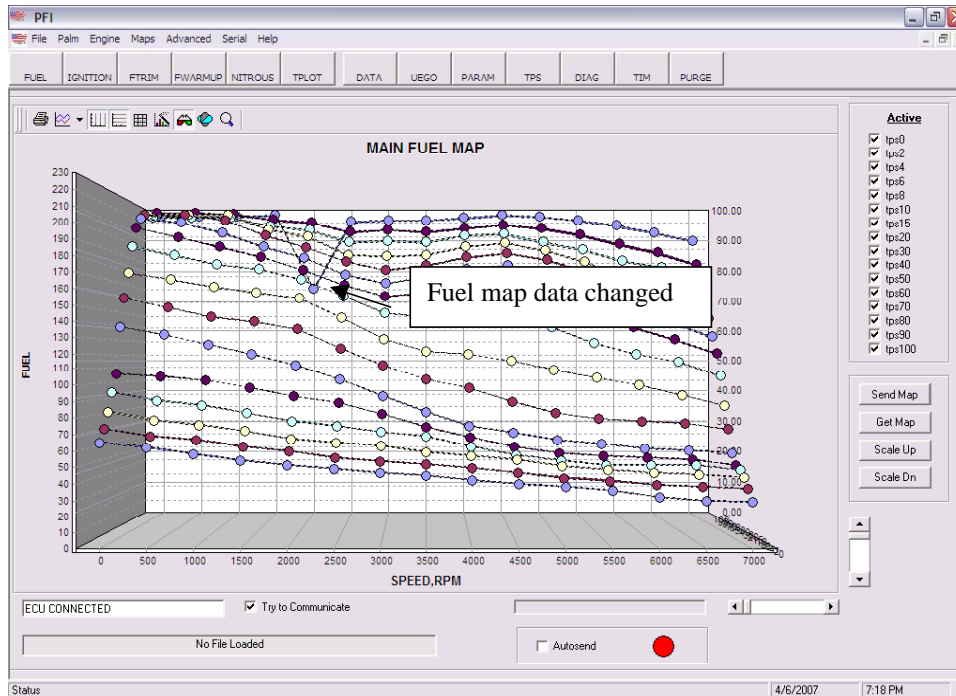 PFI
File Palm Engine Maps Advanced Serial Help
FUEL IGNITION FTRIM FWARMUP NITROUS TPLOT DATA UEGO PARAM TPS DIAG TIM PURGE
MAIN FUEL MAP
230
220
210
200
190
180
170
160
150
140
130
120
110
100
90
80
70
60
50
40
30
20
10
0
FUEL
100.00
90.00
80.00
70.00
60.00
50.00
40.00
30.00
20.00
10.00
0.00
Fuel map data changed
0 500 1000 1500 2000 2500 3000 3500 4000 4500 5000 5500 6000 6500 7000
SPEED,RPM
Active
tps0
tps2
tps4
tps6
tps8
tps10
tps15
tps20
tps30
tps40
tps50
tps60
tps70
tps80
tps90
tps100
Send Map
Get Map
Scale Up
Scale Dn
ECU CONNECTED
Try to Communicate
No File Loaded
Autosend
Status
4/6/2007
7:18 PM